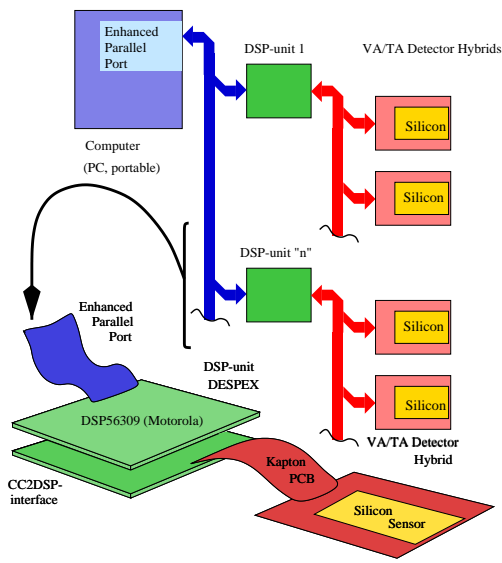 Enhanced
Parallel
Port
DSP-unit 1
VA/TA Detector Hybrids
Silicon
Silicon
Computer
(PC, portable)
DSP-unit "n"
Silicon
Silicon
Enhanced
Parallel
Port
DSP-unit
DESPEX
DSP56309 (Motorola)
VA/TA Detector
Hybrid
CC2DSP-
interface
Kapton
PCB
Silicon
Sensor